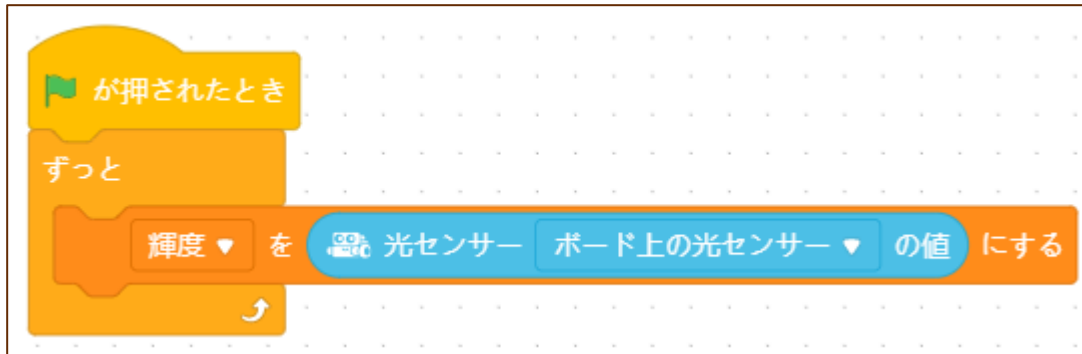 が押されたとき
ずっと
輝度 を 光センサー ボード上の光センサー の値 にする